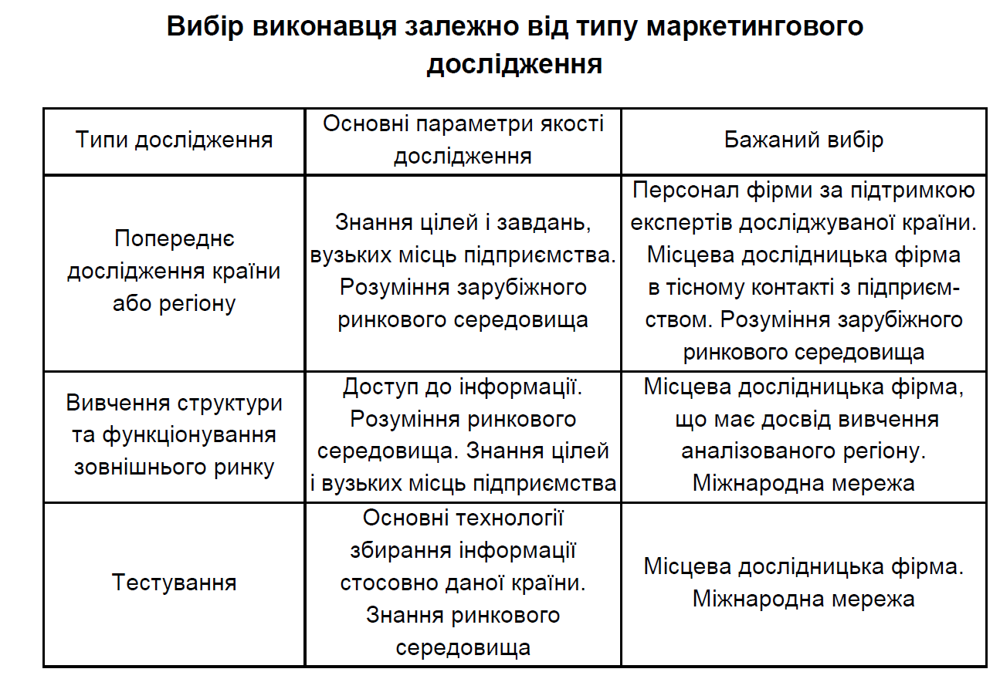 Вибір виконавця залежно від типу маркетингового
дослідження
Типи дослідження
Основні параметри якості
дослідження
Бажаний вибір
Попереднє
дослідження країни
або регіону
Знання цілей і завдань,
вузьких місць підприємства.
Розуміння зарубіжного
ринкового середовища
Персонал фірми за підтримкою
експертів досліджуваної країни.
Місцева дослідницька фірма
в тісному контакті з підприєм-
ством. Розуміння зарубіжного
ринкового середовища
Вивчення структури
та функціонування
зовнішнього ринку
Доступ до інформації.
Розуміння ринкового
середовища. Знання цілей
і вузьких місць підприємства
Місцева дослідницька фірма,
що має досвід вивчення
аналізованого регіону.
Міжнародна мережа
Тестування
Основні технології
збирання інформації
стосовно даної країни.
Знання ринкового
середовища
Місцева дослідницька фірма.
Міжнародна мережа